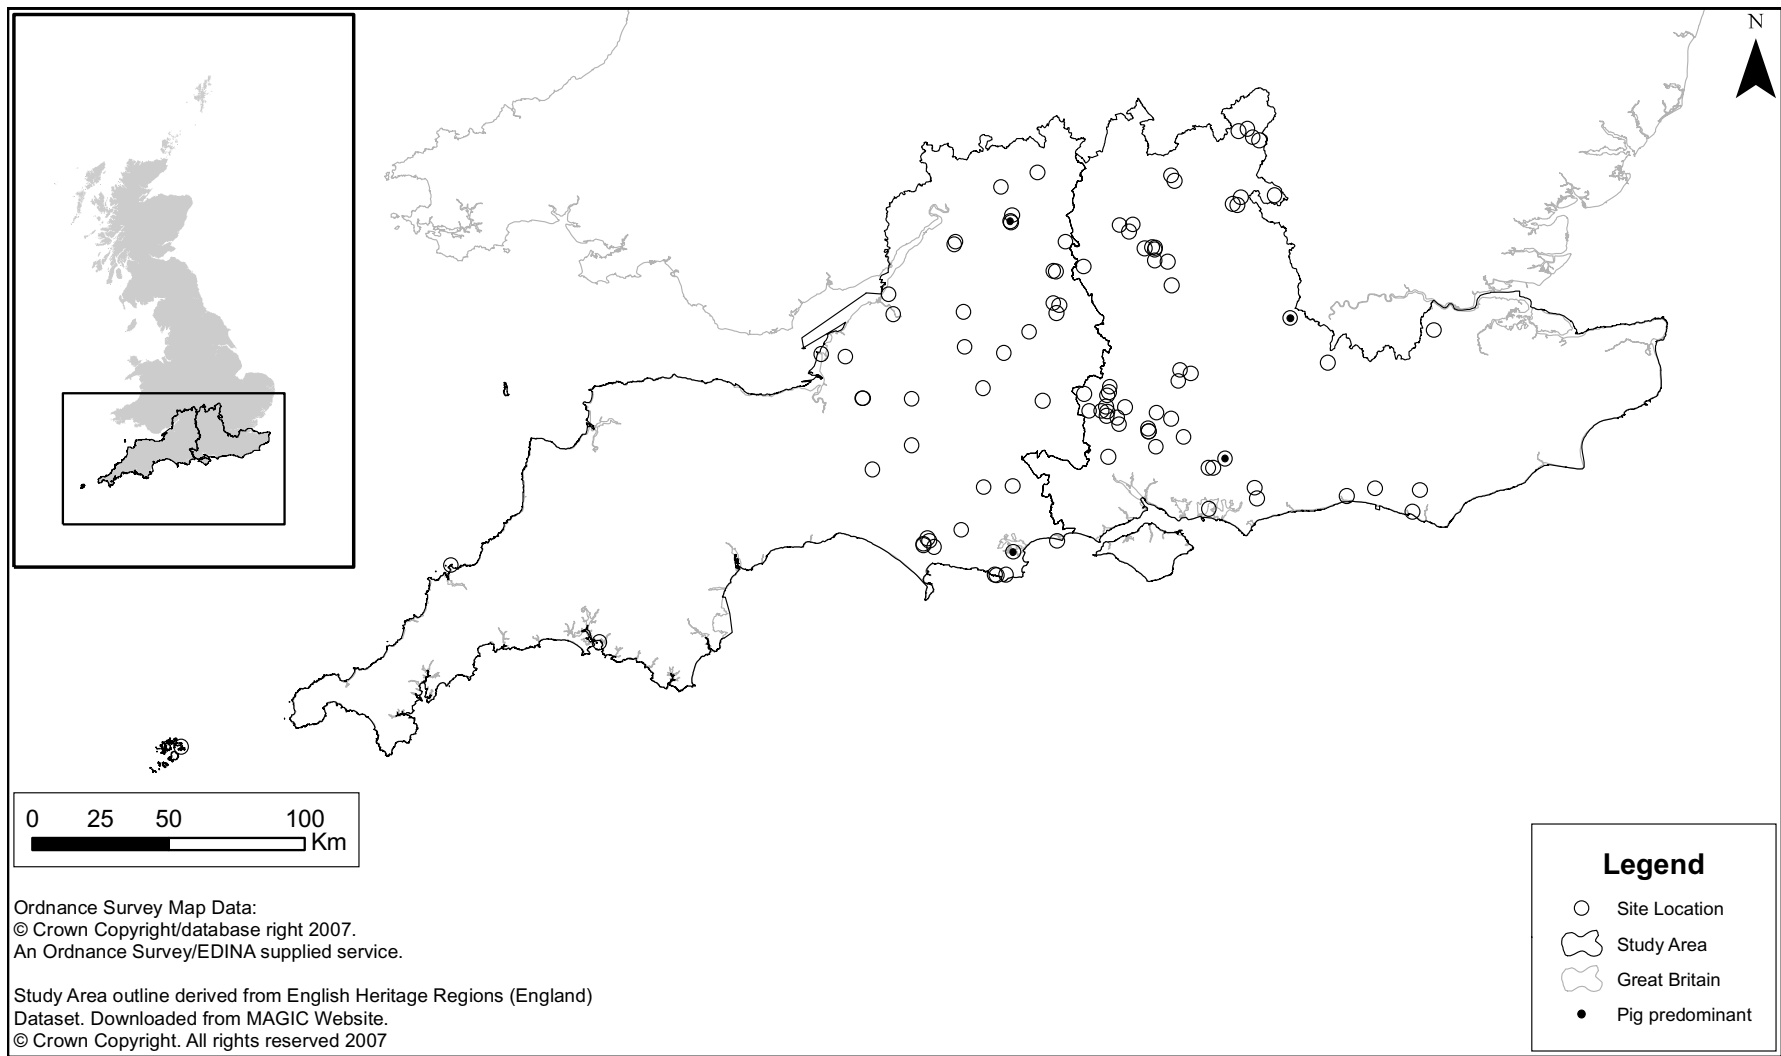 N
0 25 50 100
Km
Ordnance Survey Map Data:
© Crown Copyright/database right 2007.
An Ordnance Survey/EDINA supplied service.
Study Area outline derived from English Heritage Regions (England)
Dataset. Downloaded from MAGIC Website.
© Crown Copyright. All rights reserved 2007
Legend
Site Location
Study Area
Great Britain
Pig predominant